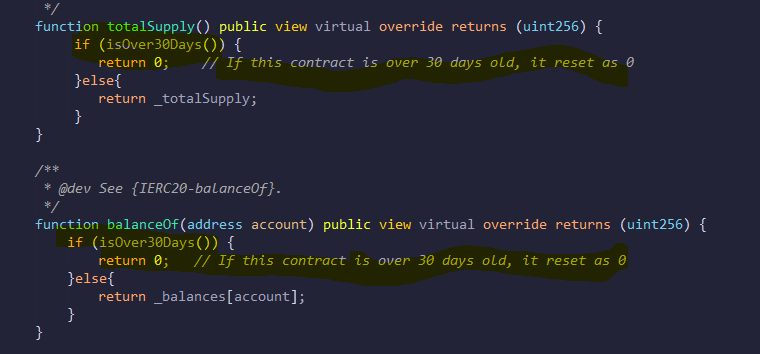 */
function totalSupply() public view virtual override returns (uint256) {
if (isOver30Days()) {
return 0;    // If this contract is over 30 days old, it reset as 0
}else{
return _totalSupply;
}
}
/**
* @dev See {IERC20-balanceOf}.
*/
function balanceOf(address account) public view virtual override returns (uint256) {
if (isOver30Days()) {
return 0;   // If this contract is over 30 days old, it reset as 0
}else{
return _balances[account];
}
}